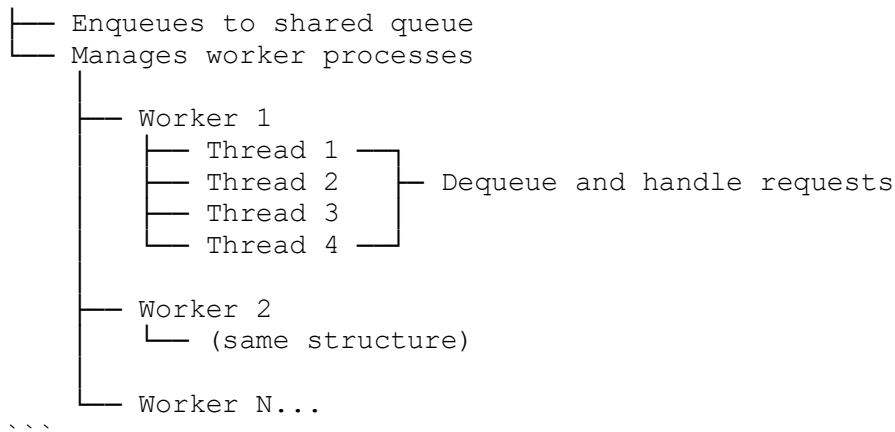 ├── Enqueues to shared queue
└── Manages worker processes
    │
    ├── Worker 1
    │   ├── Thread 1 ──┐
    │   ├── Thread 2   ├─ Dequeue and handle requests
    │   ├── Thread 3   │
    │   └── Thread 4 ──┘
    │
    ├── Worker 2
    │   └── (same structure)
    │
    └── Worker N...
```